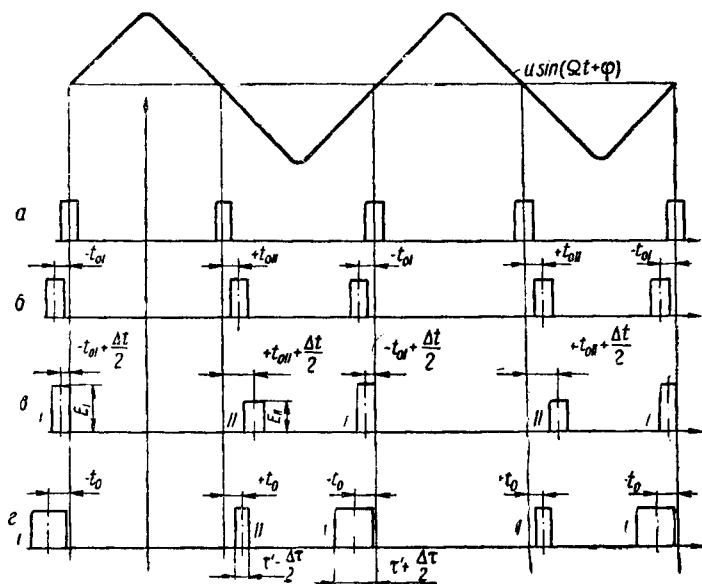 u sin(Ωt+φ)
а
-t₀I +t₀II -t₀I +t₀II -t₀I
б
-t₀I + Δt/2 +t₀II + Δt/2 -t₀I + Δt/2 +t₀II + Δt/2
в I E_I II E_II I II I
-t₀ +t₀ -t₀ +t₀ -t₀
г I II I I
τ' - Δτ/2 τ' + Δτ/2